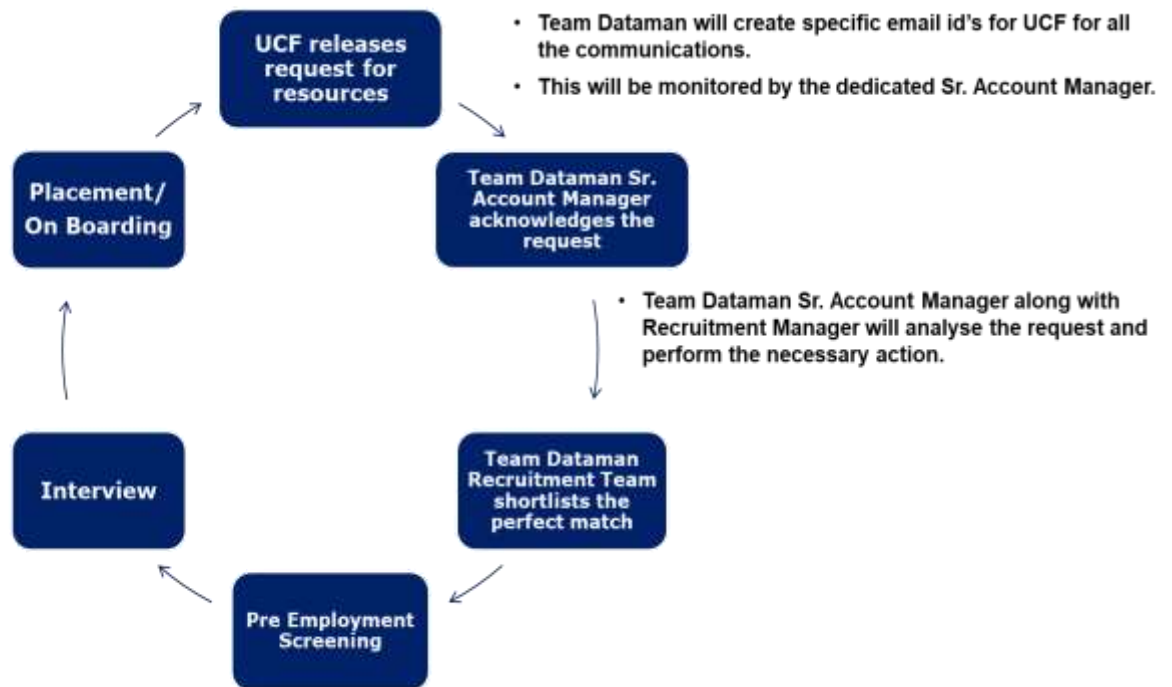 UCF releases
request for
resources
• Team Dataman will create specific email id's for UCF for all
the communications.
• This will be monitored by the dedicated Sr. Account Manager.
Team Dataman Sr.
Account Manager
acknowledges the
request
• Team Dataman Sr. Account Manager along with
Recruitment Manager will analyse the request and
perform the necessary action.
Team Dataman
Recruitment Team
shortlists the
perfect match
Pre Employment
Screening
Interview
Placement/
On Boarding